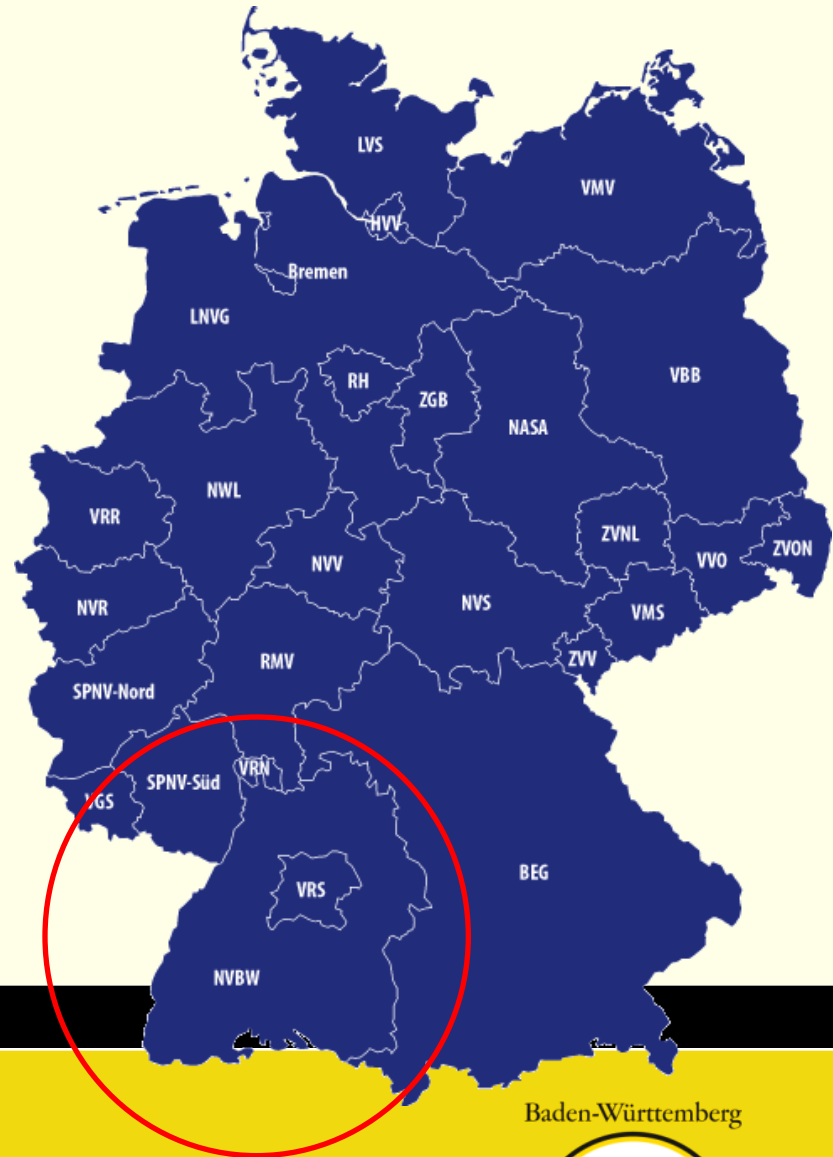 LVS
VMV
HVV
Bremen
LNVG
VBB
RH
ZGB
NASA
NWL
VRR
ZVNL
ZVON
VVO
NVV
NVR
NVS
VMS
RMV
ZVV
SPNV-Nord
VRN
SPNV-Süd
VGS
BEG
VRS
NVBW
Baden-Württemberg